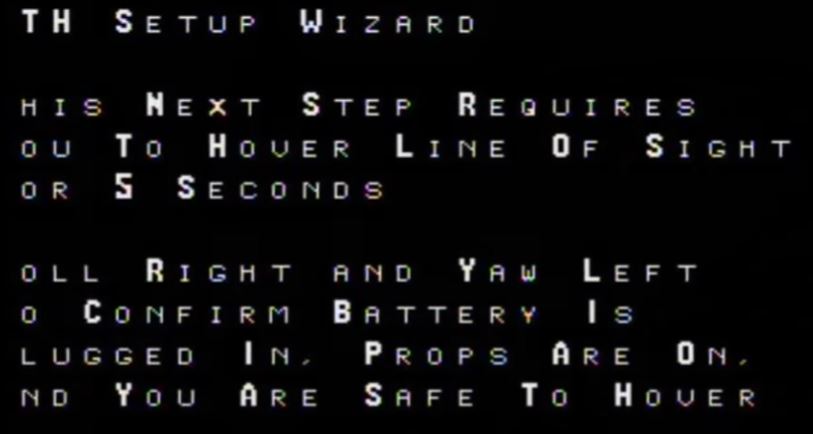 TH Setup Wizard
his Next Step Requires
ou To Hover Line Of Sight
or 5 Seconds
oll Right and Yaw Left
o Confirm Battery Is
lugged In, Props Are On,
nd You Are Safe To Hover